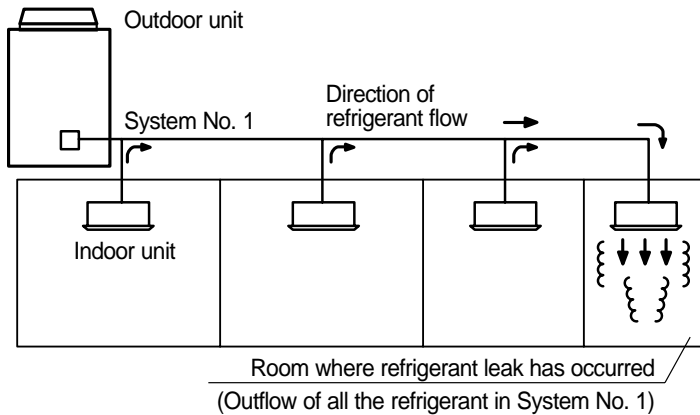 Outdoor unit
System No. 1
Direction of
refrigerant flow
Indoor unit
Room where refrigerant leak has occurred
(Outflow of all the refrigerant in System No. 1)